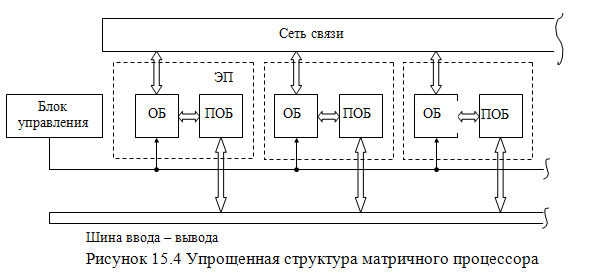 Сеть связи
ЭП
Блок
управления
ОБ
ПОБ
ОБ
ПОБ
ОБ
ПОБ
Шина ввода – вывода
Рисунок 15.4 Упрощенная структура матричного процессора